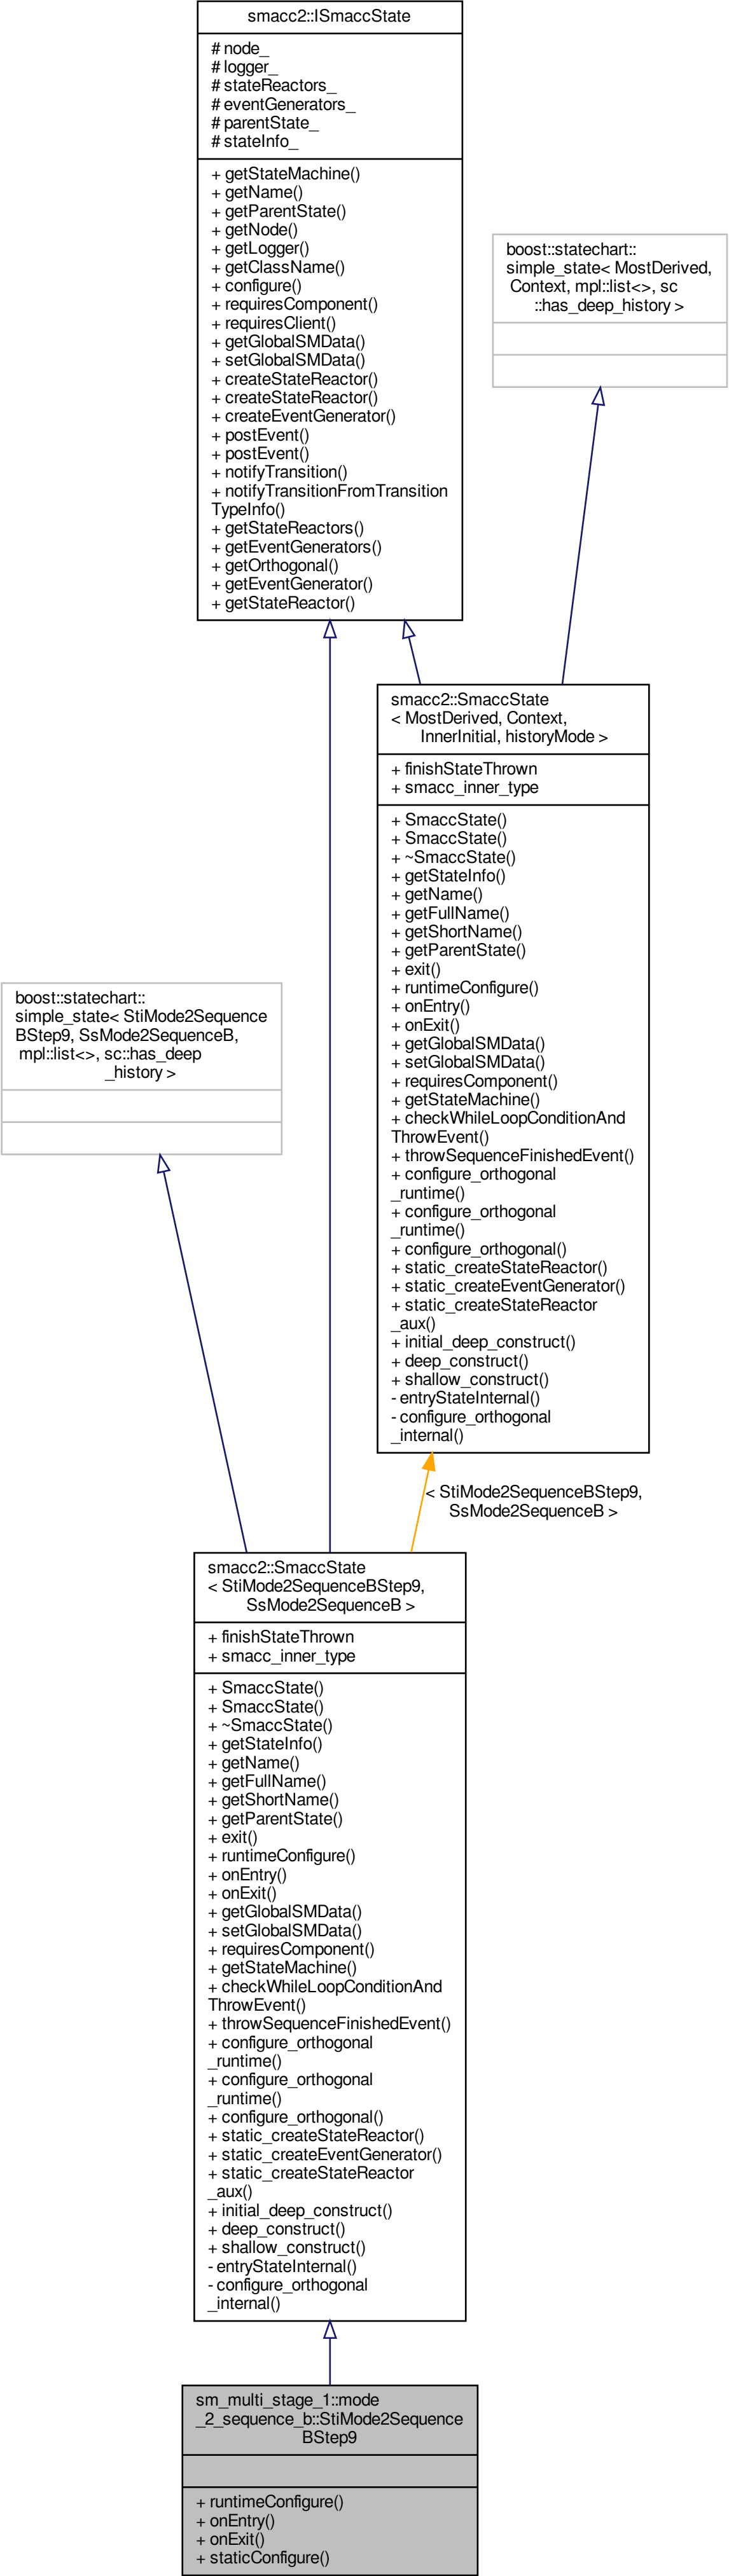 smacc2::ISmaccState
# node_
# logger_
# stateReactors_
# eventGenerators_
# parentState_
# stateInfo_
+ getStateMachine()
+ getName()
+ getParentState()
+ getNode()
+ getLogger()
+ getClassName()
+ configure()
+ requiresComponent()
+ requiresClient()
+ getGlobalSMData()
+ setGlobalSMData()
+ createStateReactor()
+ createStateReactor()
+ createEventGenerator()
+ postEvent()
+ postEvent()
+ notifyTransition()
+ notifyTransitionFromTransition
TypeInfo()
+ getStateReactors()
+ getEventGenerators()
+ getOrthogonal()
+ getEventGenerator()
+ getStateReactor()
boost::statechart::
simple_state< MostDerived,
Context, mpl::list<>, sc
::has_deep_history >
smacc2::SmaccState
< MostDerived, Context,
InnerInitial, historyMode >
+ finishStateThrown
+ smacc_inner_type
+ SmaccState()
+ SmaccState()
+ ~SmaccState()
+ getStateInfo()
+ getName()
+ getFullName()
+ getShortName()
+ getParentState()
+ exit()
+ runtimeConfigure()
+ onEntry()
+ onExit()
+ getGlobalSMData()
+ setGlobalSMData()
+ requiresComponent()
+ getStateMachine()
+ checkWhileLoopConditionAnd
ThrowEvent()
+ throwSequenceFinishedEvent()
+ configure_orthogonal
_runtime()
+ configure_orthogonal
_runtime()
+ configure_orthogonal()
+ static_createStateReactor()
+ static_createEventGenerator()
+ static_createStateReactor
_aux()
+ initial_deep_construct()
+ deep_construct()
+ shallow_construct()
- entryStateInternal()
- configure_orthogonal
_internal()
boost::statechart::
simple_state< StiMode2Sequence
BStep9, SsMode2SequenceB,
mpl::list<>, sc::has_deep
_history >
< StiMode2SequenceBStep9,
SsMode2SequenceB >
smacc2::SmaccState
< StiMode2SequenceBStep9,
SsMode2SequenceB >
+ finishStateThrown
+ smacc_inner_type
+ SmaccState()
+ SmaccState()
+ ~SmaccState()
+ getStateInfo()
+ getName()
+ getFullName()
+ getShortName()
+ getParentState()
+ exit()
+ runtimeConfigure()
+ onEntry()
+ onExit()
+ getGlobalSMData()
+ setGlobalSMData()
+ requiresComponent()
+ getStateMachine()
+ checkWhileLoopConditionAnd
ThrowEvent()
+ throwSequenceFinishedEvent()
+ configure_orthogonal
_runtime()
+ configure_orthogonal
_runtime()
+ configure_orthogonal()
+ static_createStateReactor()
+ static_createEventGenerator()
+ static_createStateReactor
_aux()
+ initial_deep_construct()
+ deep_construct()
+ shallow_construct()
- entryStateInternal()
- configure_orthogonal
_internal()
sm_multi_stage_1::mode
_2_sequence_b::StiMode2Sequence
BStep9
+ runtimeConfigure()
+ onEntry()
+ onExit()
+ staticConfigure()